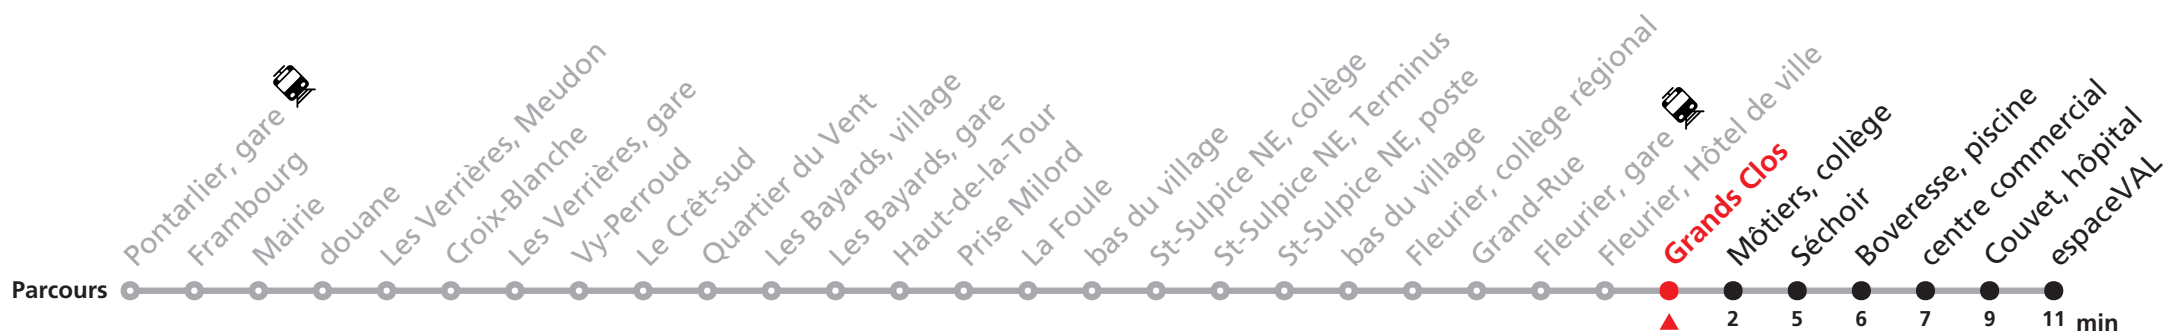 Pontarlier, gare
Frambourg
Mairie
douane
Les Verrières, Meudon
Croix-Blanche
Les Verrières, gare
Vy-Perroud
Le Crêt-sud
Quartier du Vent
Les Bayards, village
Les Bayards, gare
Haut-de-la-Tour
Prise Milord
La Foule
bas du village
St-Sulpice NE, collège
St-Sulpice NE, Terminus
St-Sulpice NE, poste
bas du village
Fleurier, collège régional
Grand-Rue
Fleurier, gare
Fleurier, Hôtel de ville
Grands Clos
Môtiers, collège
Séchoir
Boveresse, piscine
centre commercial
Couvet, hôpital
espaceVAL
Parcours
2 5 6 7 9 11 min